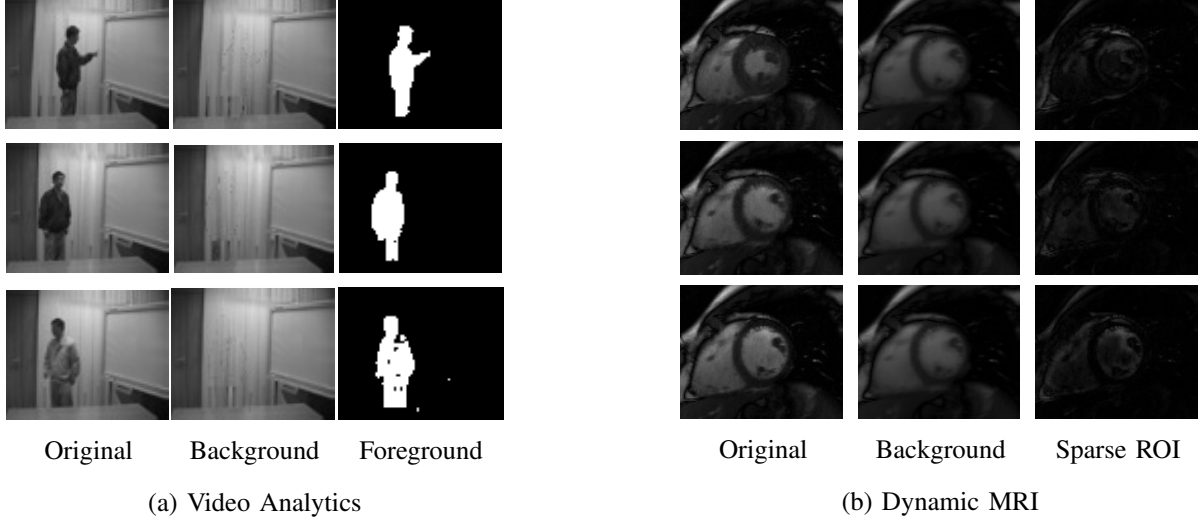 Original Background Foreground
(a) Video Analytics
Original Background Sparse ROI
(b) Dynamic MRI